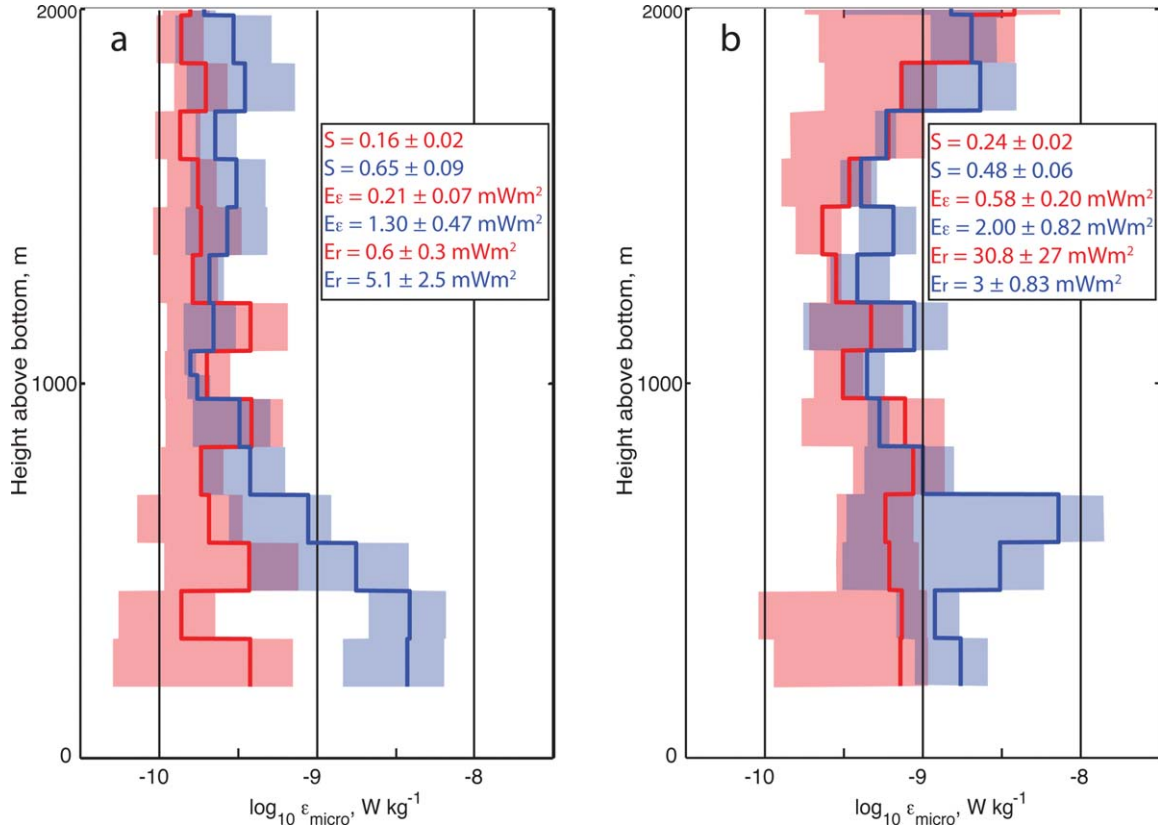 a
2000
1000
0
Height above bottom, m
S = 0.16 ± 0.02
S = 0.65 ± 0.09
Eε = 0.21 ± 0.07 mWm²
Eε = 1.30 ± 0.47 mWm²
Er = 0.6 ± 0.3 mWm²
Er = 5.1 ± 2.5 mWm²
-10 -9 -8
log₁₀ ε_micro, W kg⁻¹
b
2000
1000
0
Height above bottom, m
S = 0.24 ± 0.02
S = 0.48 ± 0.06
Eε = 0.58 ± 0.20 mWm²
Eε = 2.00 ± 0.82 mWm²
Er = 30.8 ± 27 mWm²
Er = 3 ± 0.83 mWm²
-10 -9 -8
log₁₀ ε_micro, W kg⁻¹